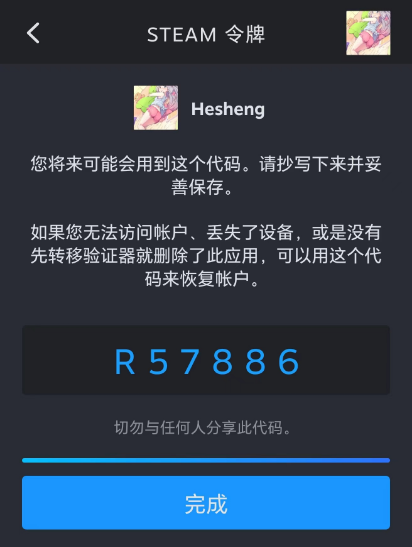 STEAM 令牌
Hesheng
您将来可能会用到这个代码。请抄写下来并妥
善保存。
如果您无法访问帐户、丢失了设备，或是没有
先转移验证器就删除了此应用，可以用这个代
码来恢复帐户。
R57886
切勿与任何人分享此代码。
完成